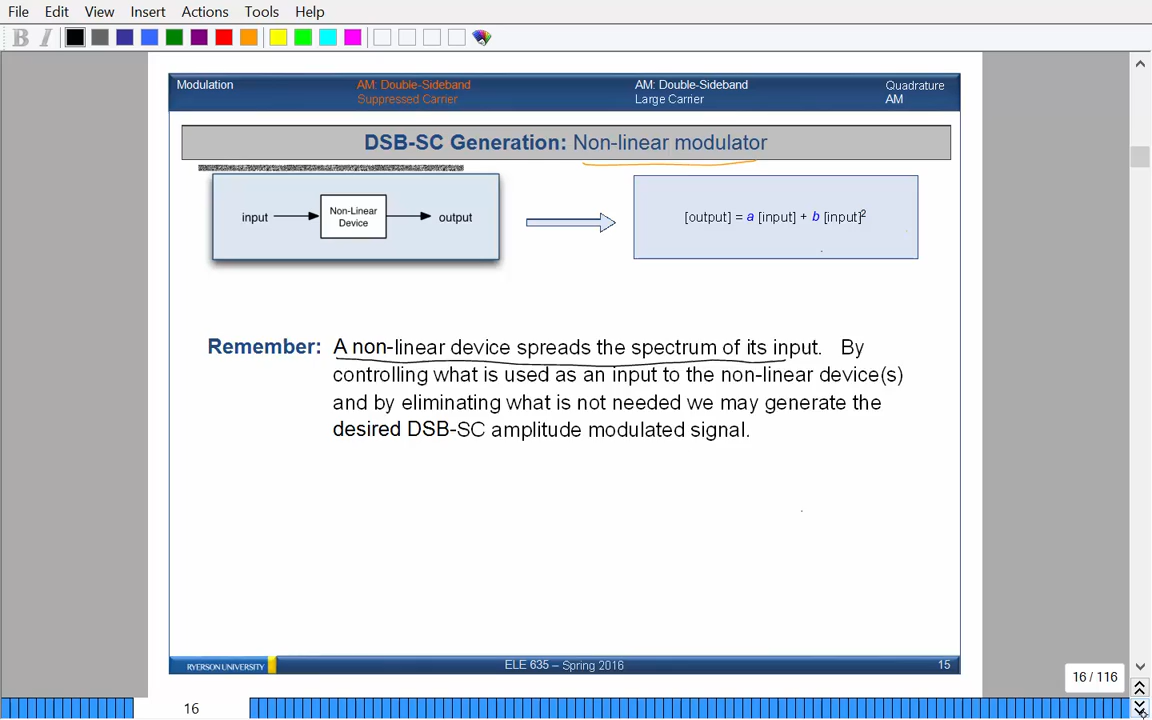 File Edit View Insert Actions Tools Help
B I
Modulation AM: Double-Sideband AM: Double-Sideband Quadrature
Suppressed Carrier Large Carrier AM
DSB-SC Generation: Non-linear modulator
input Non-Linear Device output
[output] = a [input] + b [input]²
Remember: A non-linear device spreads the spectrum of its input. By
controlling what is used as an input to the non-linear device(s)
and by eliminating what is not needed we may generate the
desired DSB-SC amplitude modulated signal.
RYERSON UNIVERSITY ELE 635 – Spring 2016 15
16 / 116
16